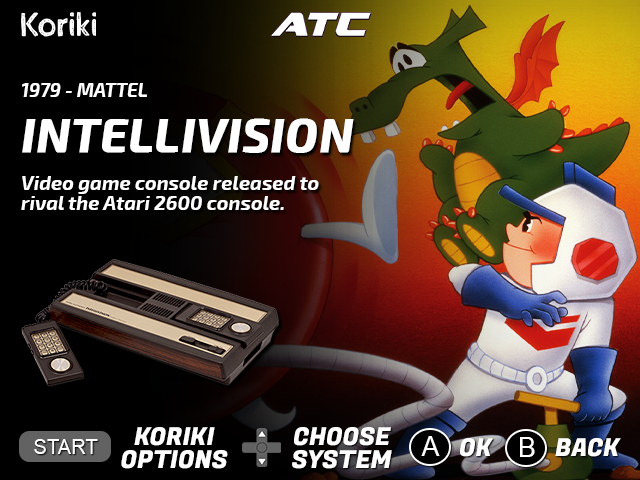 Koriki
ATC
1979 - MATTEL
INTELLIVISION
Video game console released to
rival the Atari 2600 console.
START
KORIKI
OPTIONS
CHOOSE
SYSTEM
A
OK
B
BACK